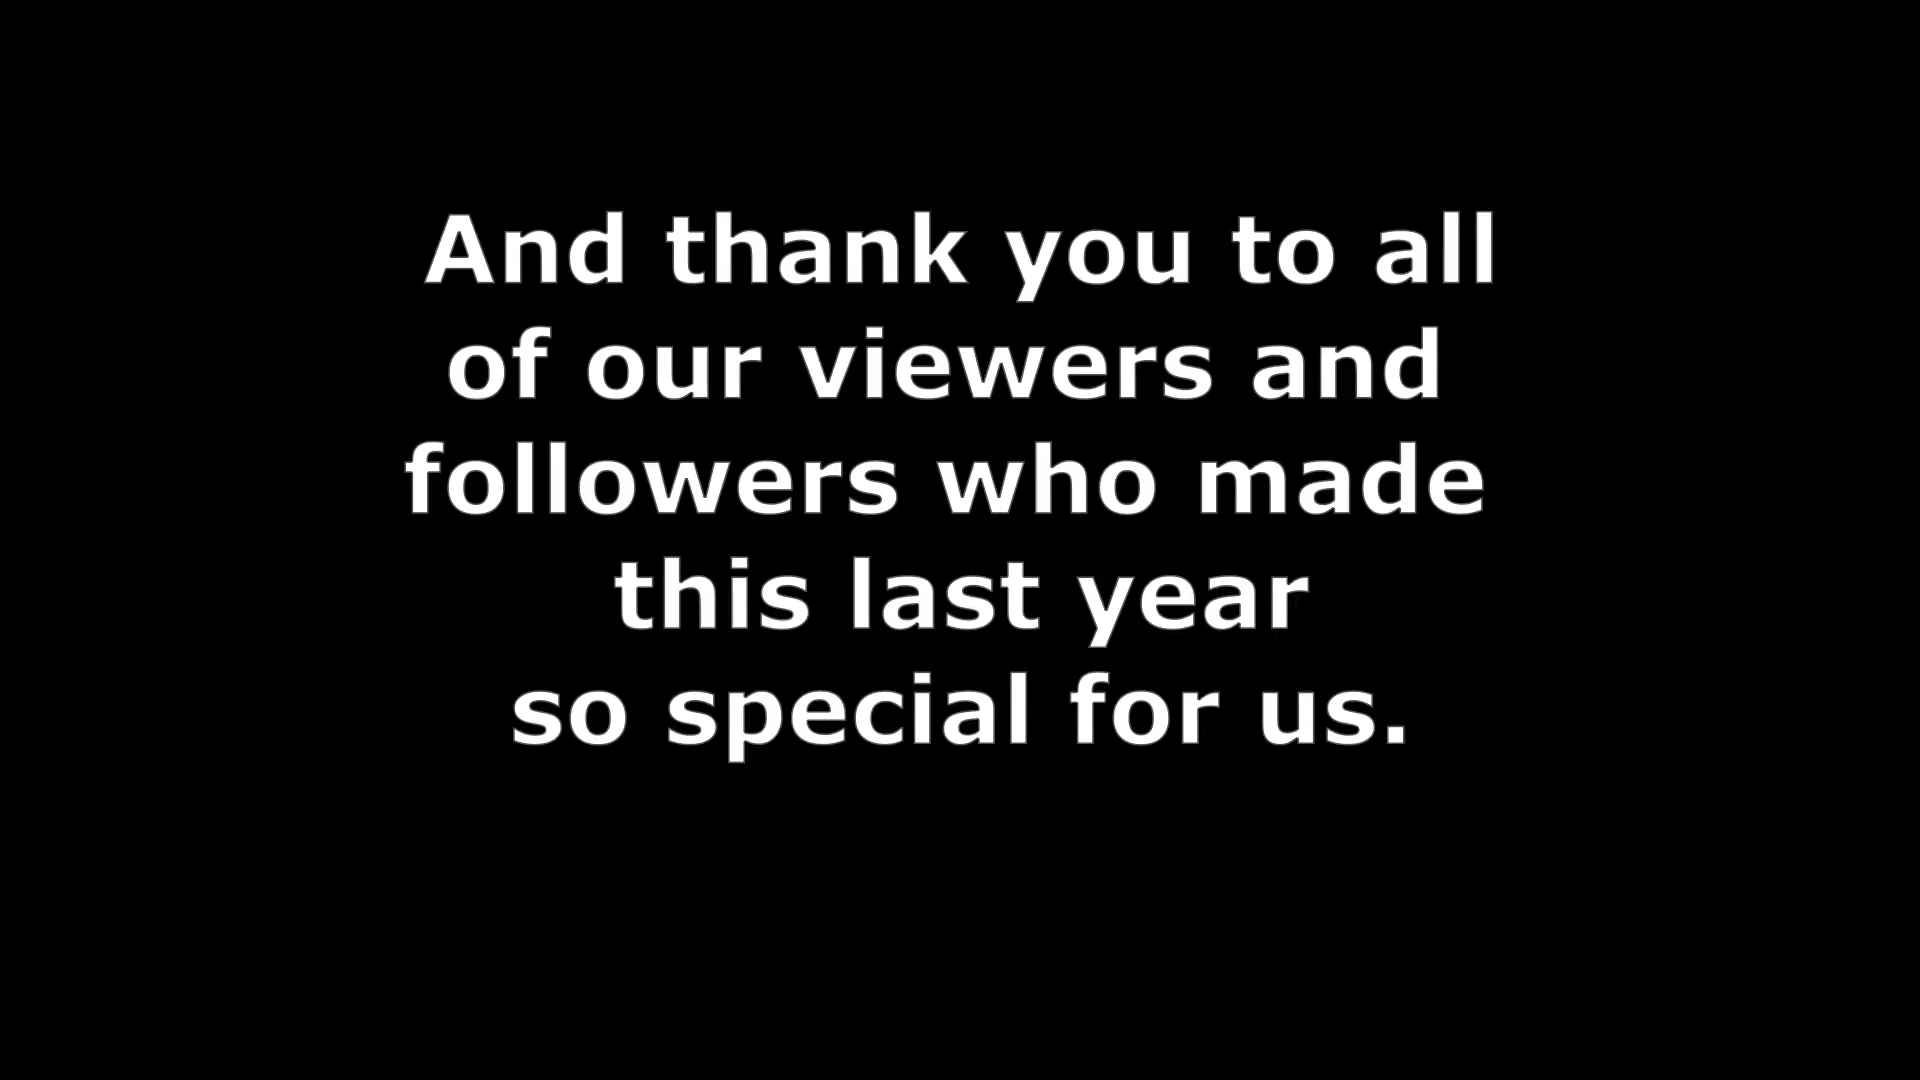 And thank you to all
of our viewers and
followers who made
this last year
so special for us.